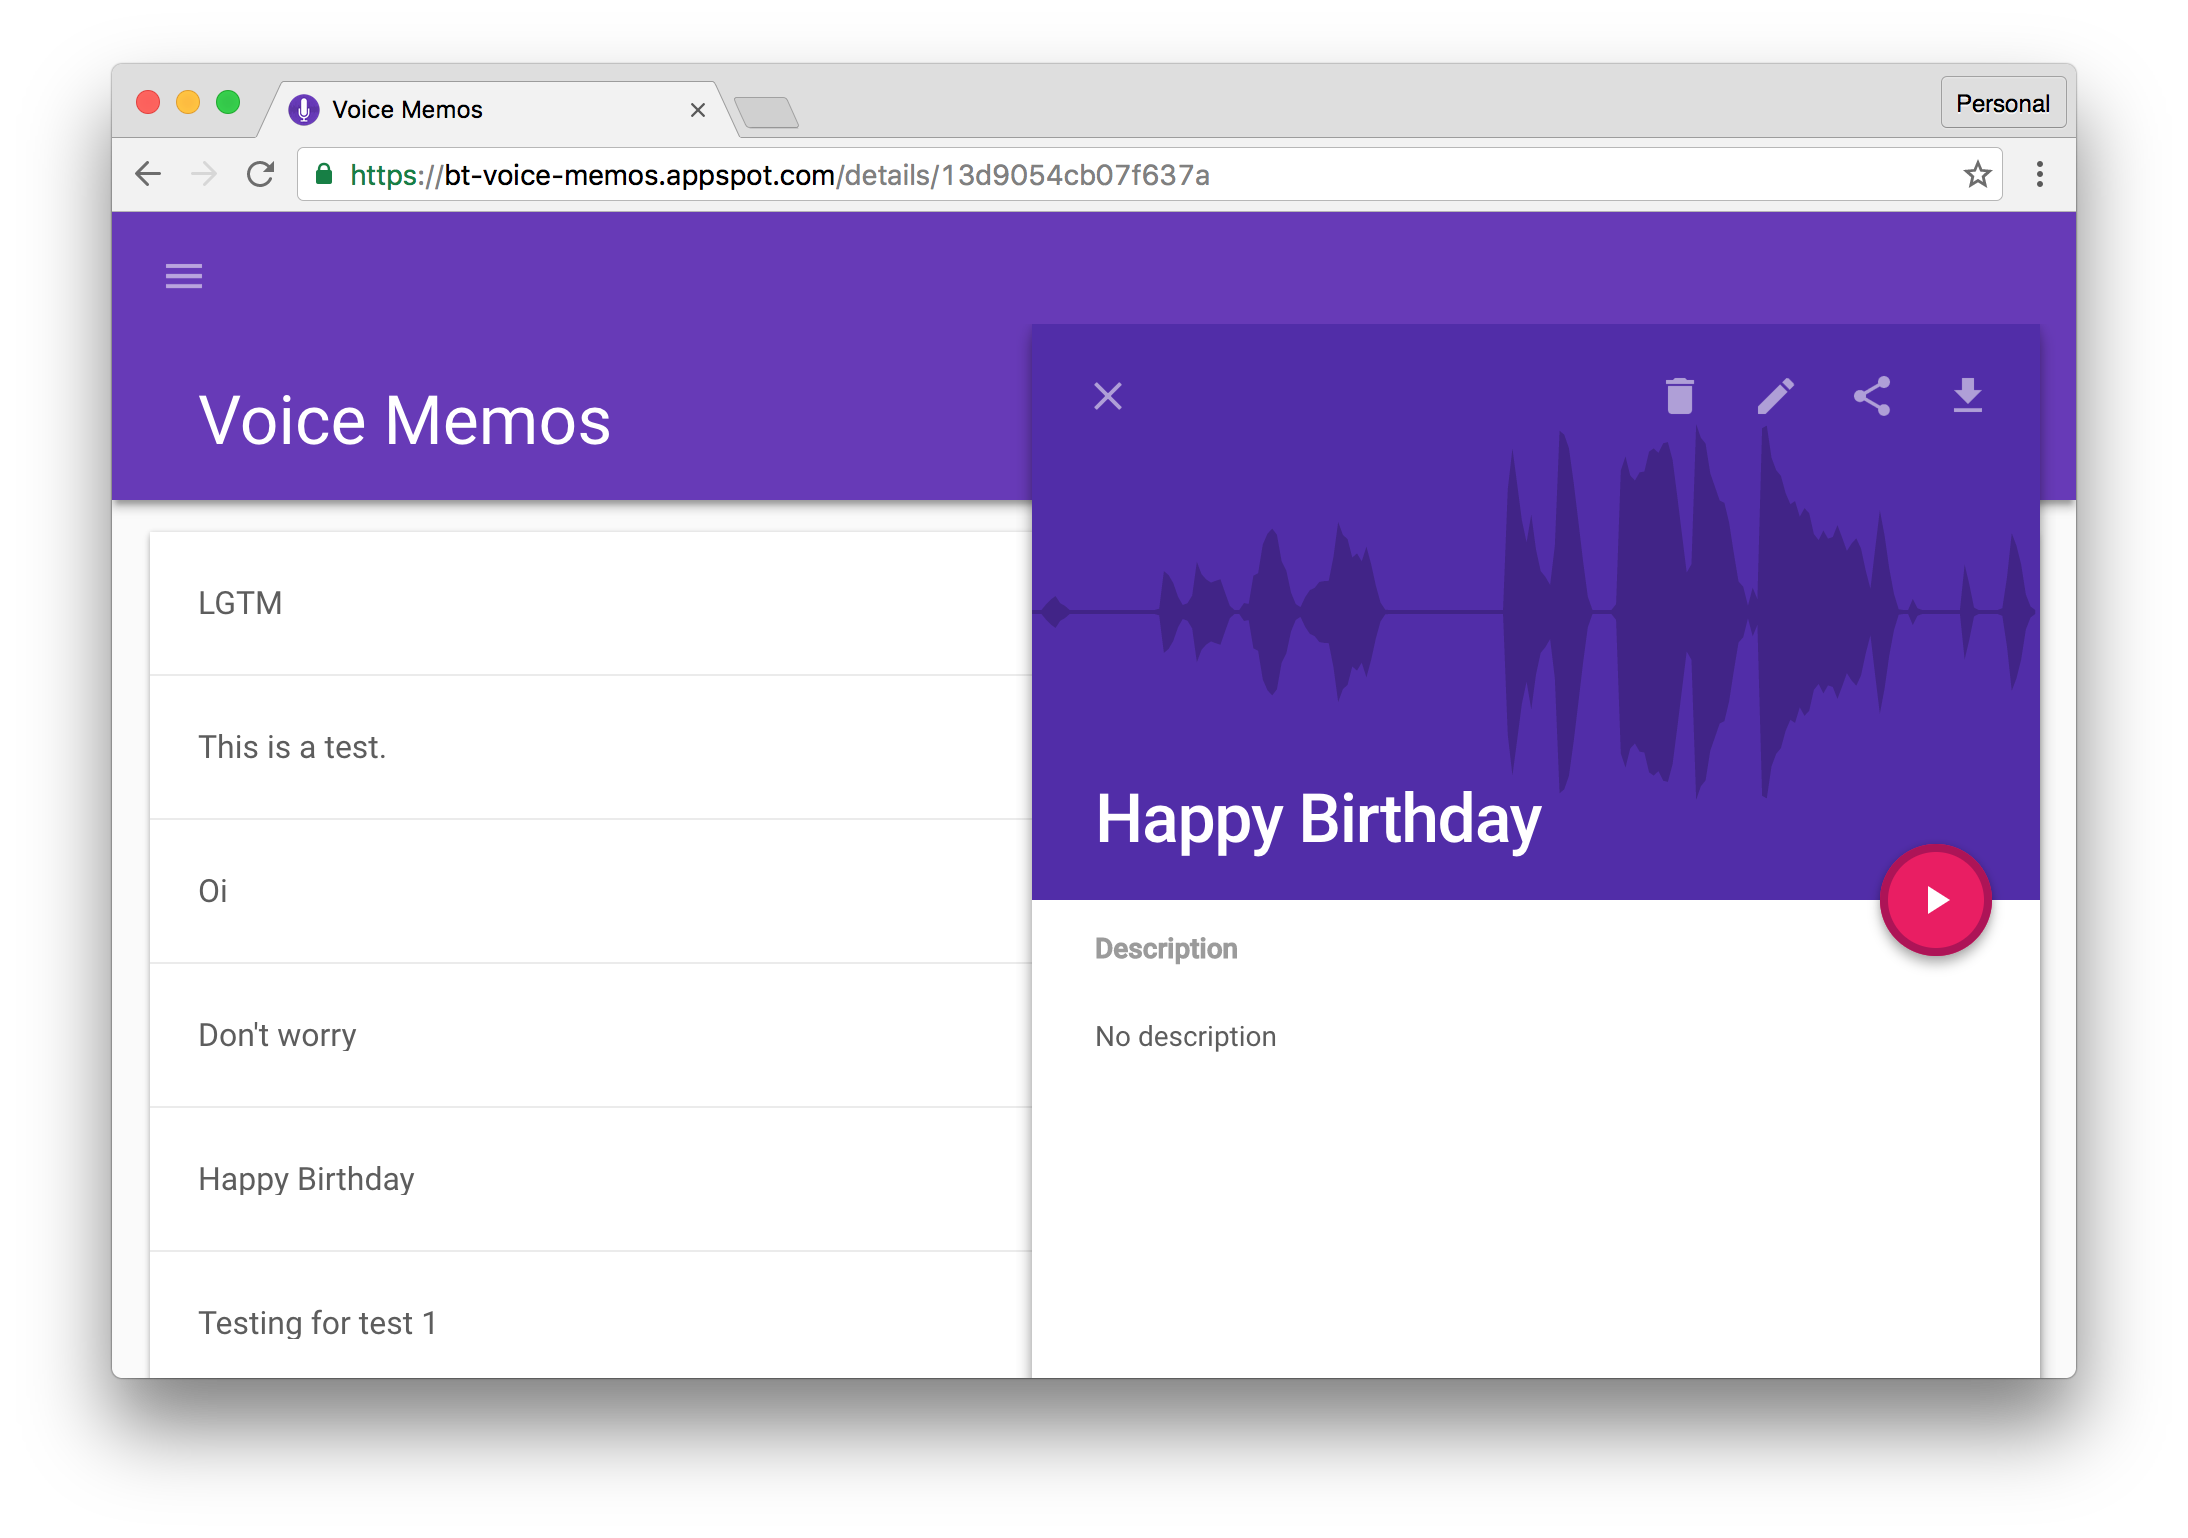 Voice Memos
Personal
https://bt-voice-memos.appspot.com/details/13d9054cb07f637a
Voice Memos
LGTM
This is a test.
Oi
Don't worry
Happy Birthday
Testing for test 1
Happy Birthday
Description
No description